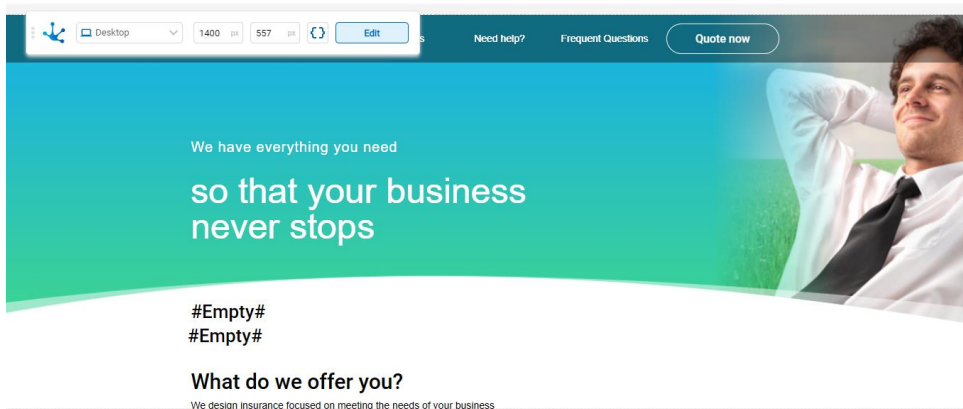 Desktop
1400 px
557 px
{}
Edit
s
Need help?
Frequent Questions
Quote now
We have everything you need
so that your business
never stops
#Empty#
#Empty#
What do we offer you?
We design insurance focused on meeting the needs of your business